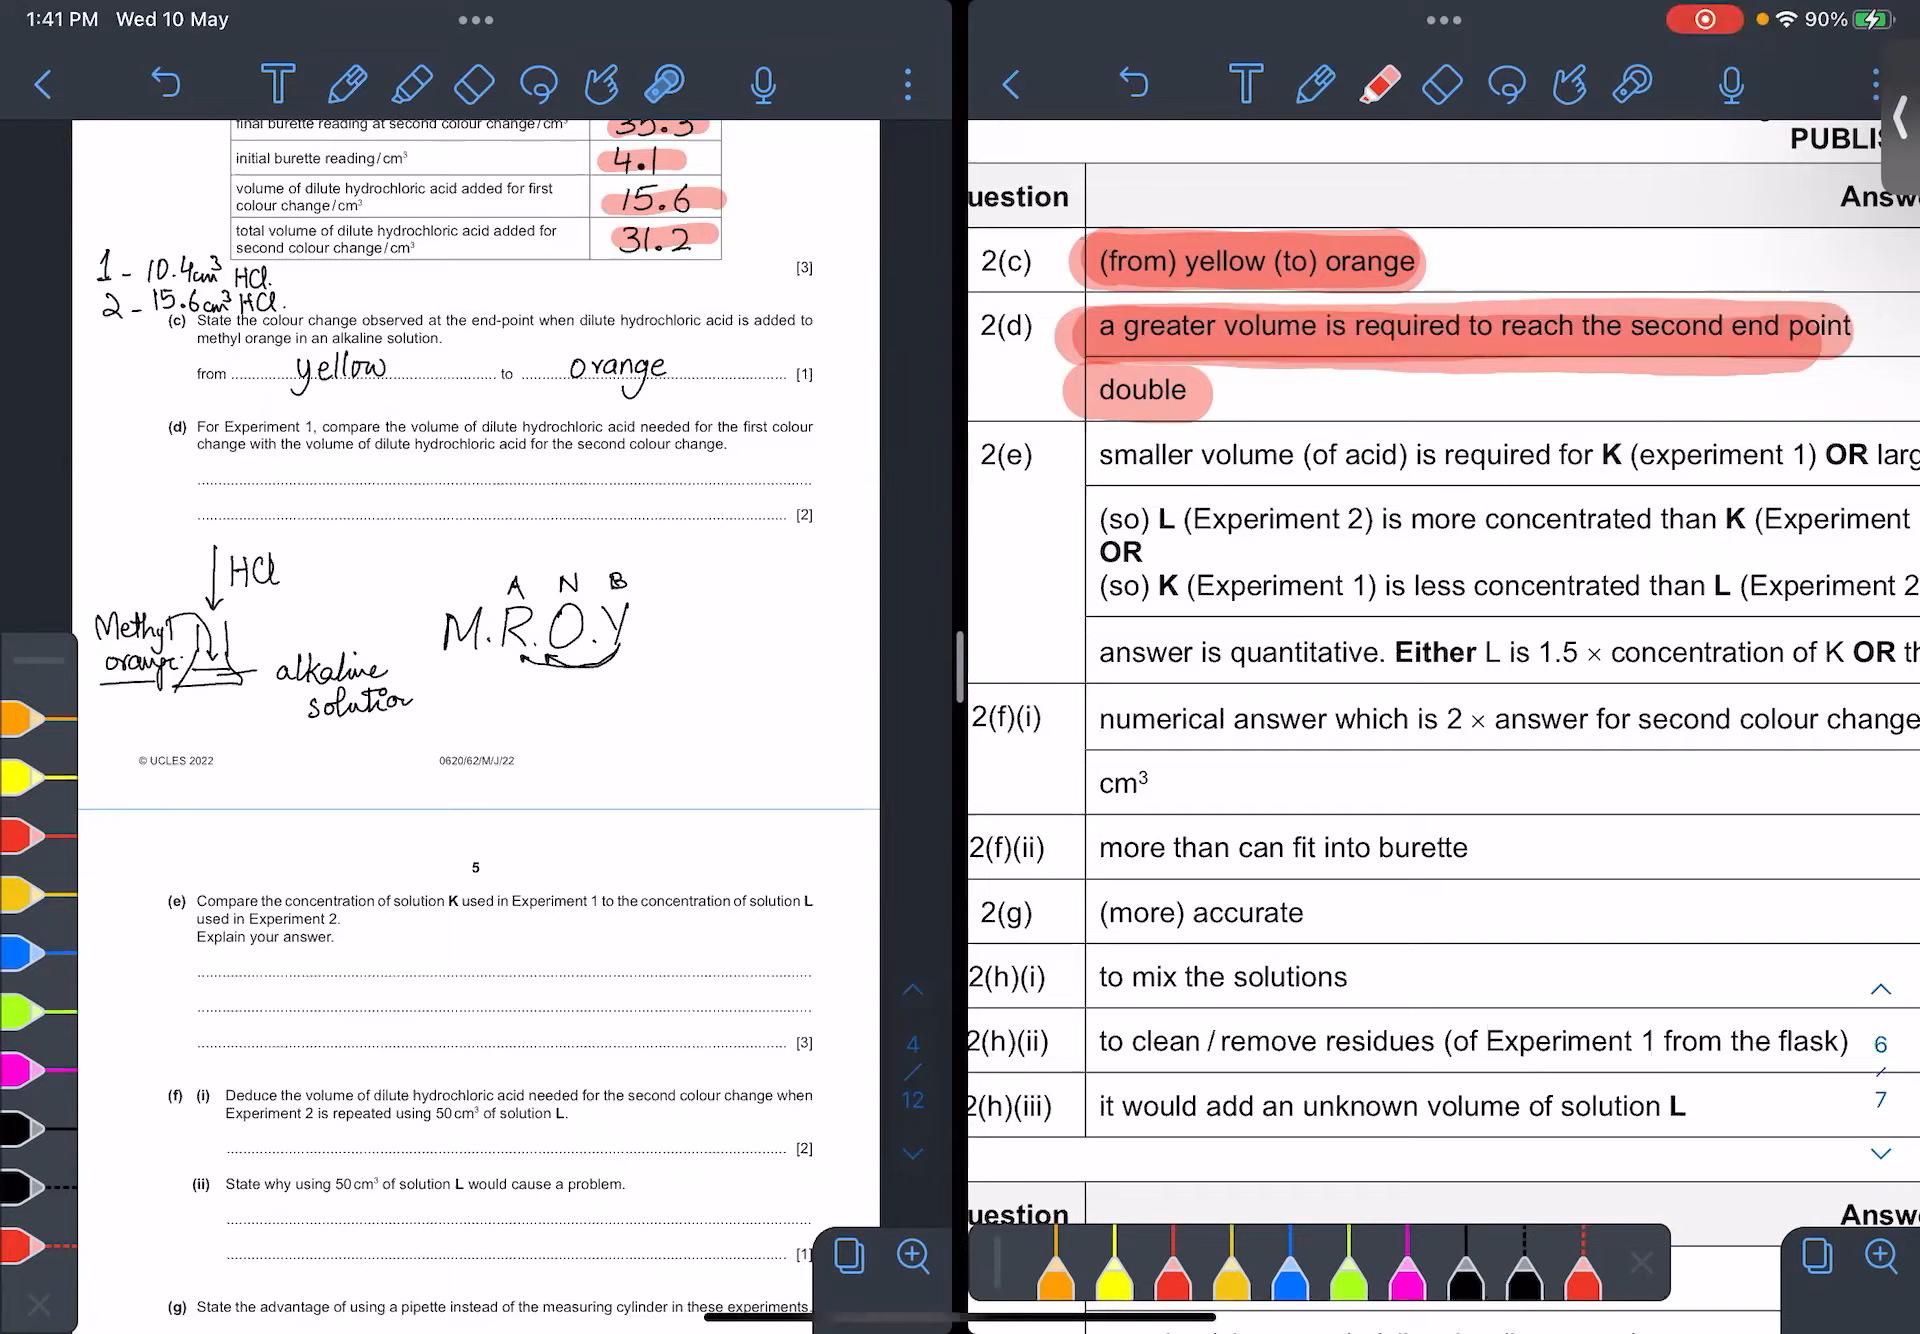 1:41 PM Wed 10 May
90%
final burette reading at second colour change/cm³ 35.3
initial burette reading/cm³ 4.1
volume of dilute hydrochloric acid added for first
colour change/cm³ 15.6
total volume of dilute hydrochloric acid added for
second colour change/cm³ 31.2
[3]
1 - 10.4cm³ HCl.
2 - 15.6cm³ HCl.
(c) State the colour change observed at the end-point when dilute hydrochloric acid is added to
methyl orange in an alkaline solution.
from yellow to orange [1]
(d) For Experiment 1, compare the volume of dilute hydrochloric acid needed for the first colour
change with the volume of dilute hydrochloric acid for the second colour change.
[2]
HCl
A N B
M.R.O.Y
Methyl
orange.
alkaline
solution
© UCLES 2022 0620/62/M/J/22
5
(e) Compare the concentration of solution K used in Experiment 1 to the concentration of solution L
used in Experiment 2.
Explain your answer.
[3]
(f) (i) Deduce the volume of dilute hydrochloric acid needed for the second colour change when
Experiment 2 is repeated using 50 cm³ of solution L.
[2]
(ii) State why using 50 cm³ of solution L would cause a problem.
[1]
(g) State the advantage of using a pipette instead of the measuring cylinder in these experiments.
4
/
12
PUBLI
uestion Answ
2(c) (from) yellow (to) orange
2(d) a greater volume is required to reach the second end point
double
2(e) smaller volume (of acid) is required for K (experiment 1) OR larg
(so) L (Experiment 2) is more concentrated than K (Experiment
OR
(so) K (Experiment 1) is less concentrated than L (Experiment 2
answer is quantitative. Either L is 1.5 × concentration of K OR th
2(f)(i) numerical answer which is 2 × answer for second colour change
cm³
2(f)(ii) more than can fit into burette
2(g) (more) accurate
2(h)(i) to mix the solutions
2(h)(ii) to clean / remove residues (of Experiment 1 from the flask)
2(h)(iii) it would add an unknown volume of solution L
6
/
7
uestion Answ